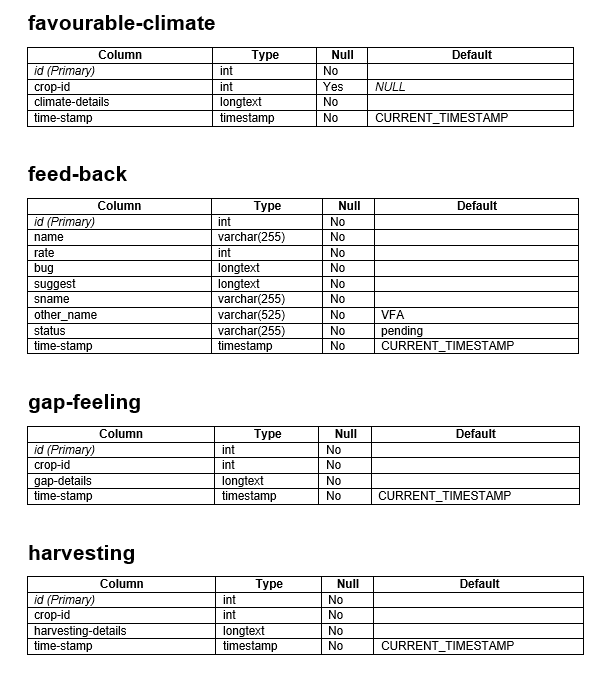 favourable-climate
Column Type Null Default
id (Primary) int No
crop-id int Yes NULL
climate-details longtext No
time-stamp timestamp No CURRENT_TIMESTAMP
feed-back
Column Type Null Default
id (Primary) int No
name varchar(255) No
rate int No
bug longtext No
suggest longtext No
sname varchar(255) No
other_name varchar(525) No VFA
status varchar(255) No pending
time-stamp timestamp No CURRENT_TIMESTAMP
gap-feeling
Column Type Null Default
id (Primary) int No
crop-id int No
gap-details longtext No
time-stamp timestamp No CURRENT_TIMESTAMP
harvesting
Column Type Null Default
id (Primary) int No
crop-id int No
harvesting-details longtext No
time-stamp timestamp No CURRENT_TIMESTAMP